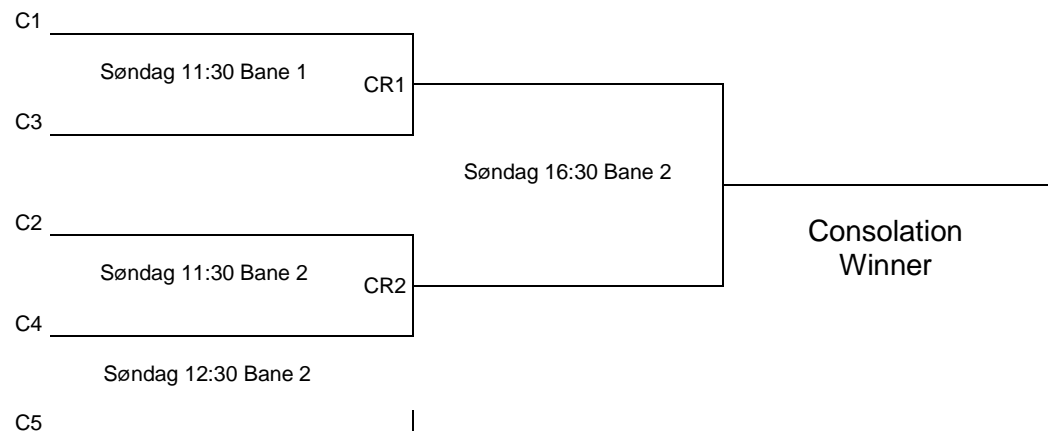 C1
Søndag 11:30 Bane 1
CR1
C3
Søndag 16:30 Bane 2
C2
Consolation
Winner
Søndag 11:30 Bane 2
CR2
C4
Søndag 12:30 Bane 2
C5